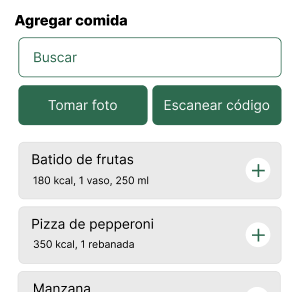 Agregar comida
Buscar
Tomar foto
Escanear código
Batido de frutas
180 kcal, 1 vaso, 250 ml
Pizza de pepperoni
350 kcal, 1 rebanada
Manzana